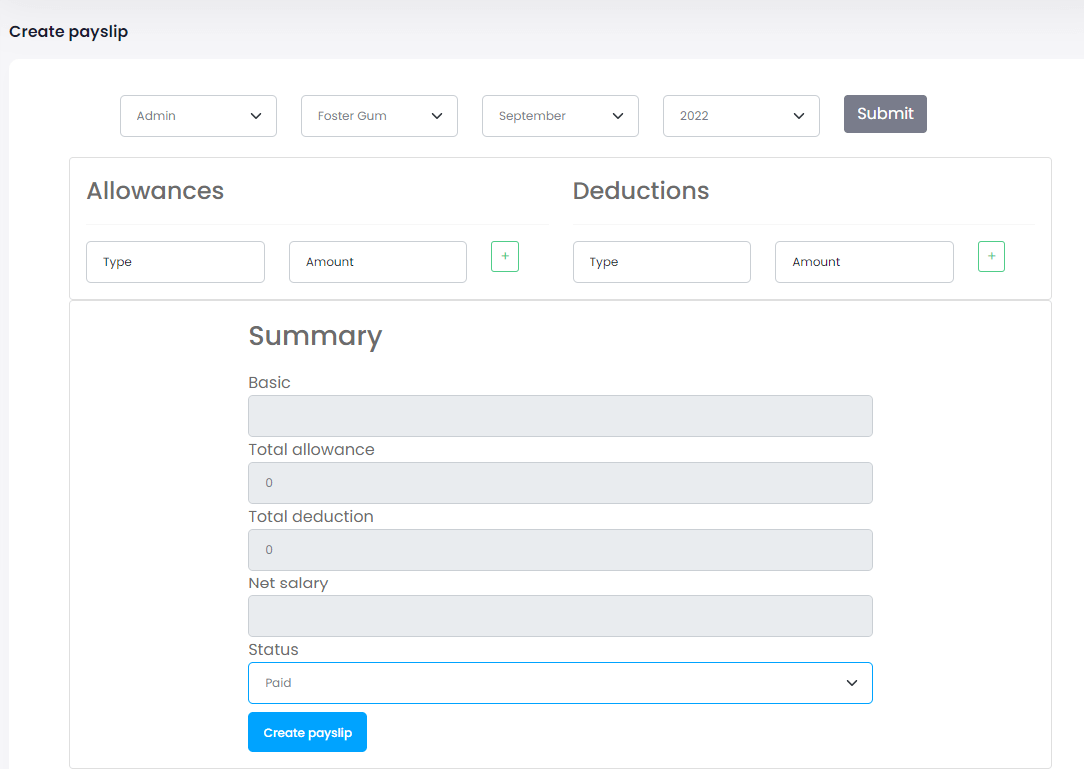 Create payslip
Admin Foster Gum September 2022 Submit
Allowances Deductions
Type Amount + Type Amount +
Summary
Basic
Total allowance
0
Total deduction
0
Net salary
Status
Paid
Create payslip